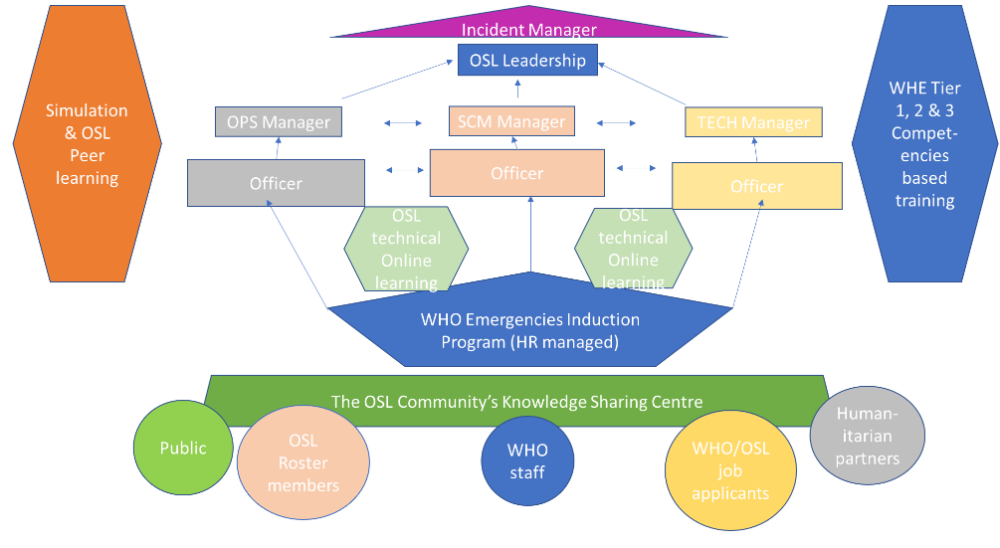 Incident Manager
OSL Leadership
Simulation
& OSL
Peer
learning
WHE Tier
1, 2 & 3
Compet-
encies
based
training
OPS Manager
SCM Manager
TECH Manager
Officer
Officer
Officer
OSL
technical
Online
learning
OSL
technical
Online
learning
WHO Emergencies Induction
Program (HR managed)
The OSL Community's Knowledge Sharing Centre
Public
OSL
Roster
members
WHO
staff
WHO/OSL
job
applicants
Human-
itarian
partners